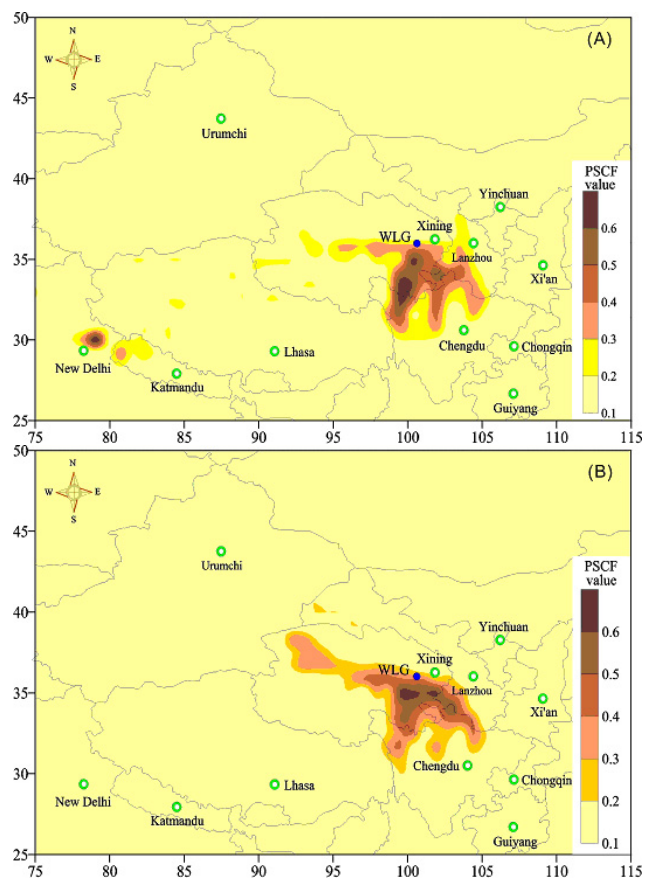 50
(A)
N
W E
S
45
Urumchi
40
PSCF
value
Yinchuan
WLG Xining
0.6
35
Lanzhou
0.5
Xi'an
0.4
30
0.3
New Delhi
Lhasa
Chengdu
Chongqin
0.2
Katmandu
Guiyang
0.1
25
75 80 85 90 95 100 105 110 115
50
(B)
N
W E
S
45
Urumchi
PSCF
value
40
Yinchuan
0.6
WLG Xining
Lanzhou
0.5
35
Xi'an
0.4
30
0.3
New Delhi
Lhasa
Chengdu
Chongqin
0.2
Katmandu
Guiyang
0.1
25
75 80 85 90 95 100 105 110 115